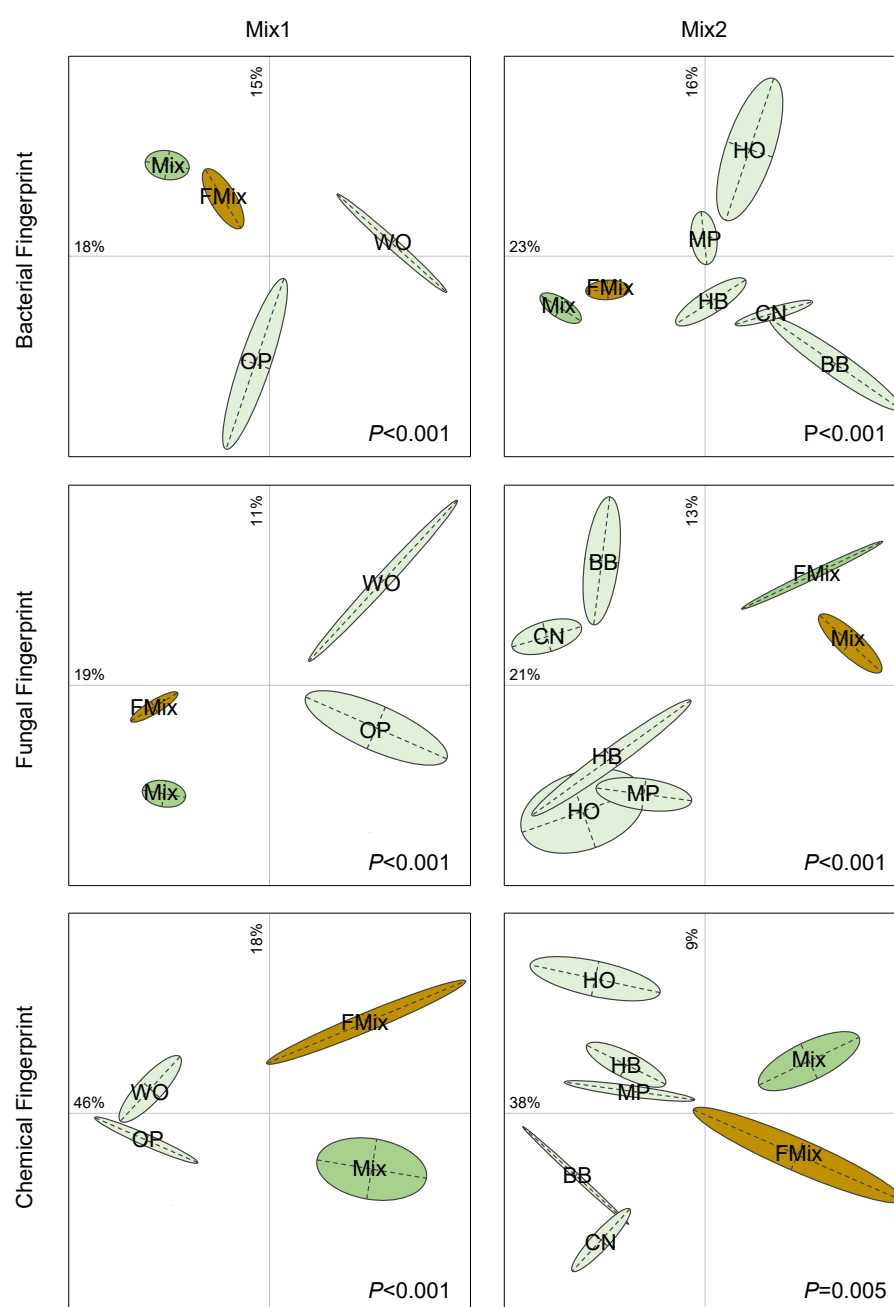 Mix1
Mix2
Bacterial Fingerprint
15%
18%
Mix
FMix
WO
OP
P<0.001
16%
23%
HO
MP
FMix
Mix
HB
CN
BB
P<0.001
Fungal Fingerprint
11%
19%
WO
FMix
OP
Mix
P<0.001
13%
21%
BB
FMix
CN
Mix
HB
MP
HO
P<0.001
Chemical Fingerprint
18%
46%
FMix
WO
OP
Mix
P<0.001
9%
38%
HO
Mix
HB
MP
FMix
BB
CN
P=0.005